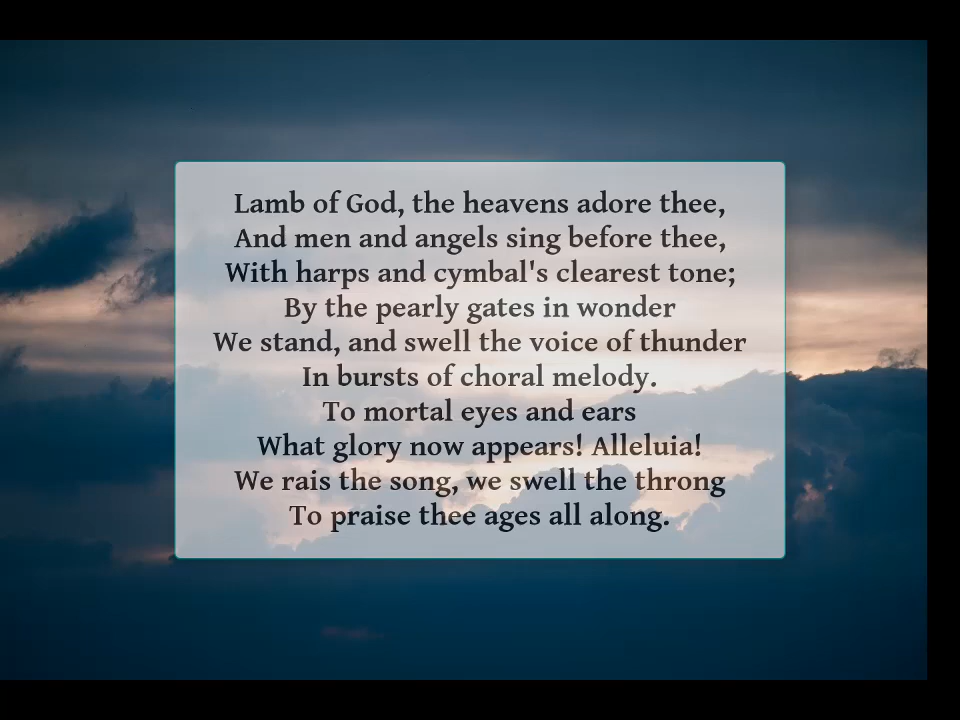 Lamb of God, the heavens adore thee,
And men and angels sing before thee,
With harps and cymbal's clearest tone;
By the pearly gates in wonder
We stand, and swell the voice of thunder
In bursts of choral melody.
To mortal eyes and ears
What glory now appears! Alleluia!
We rais the song, we swell the throng
To praise thee ages all along.